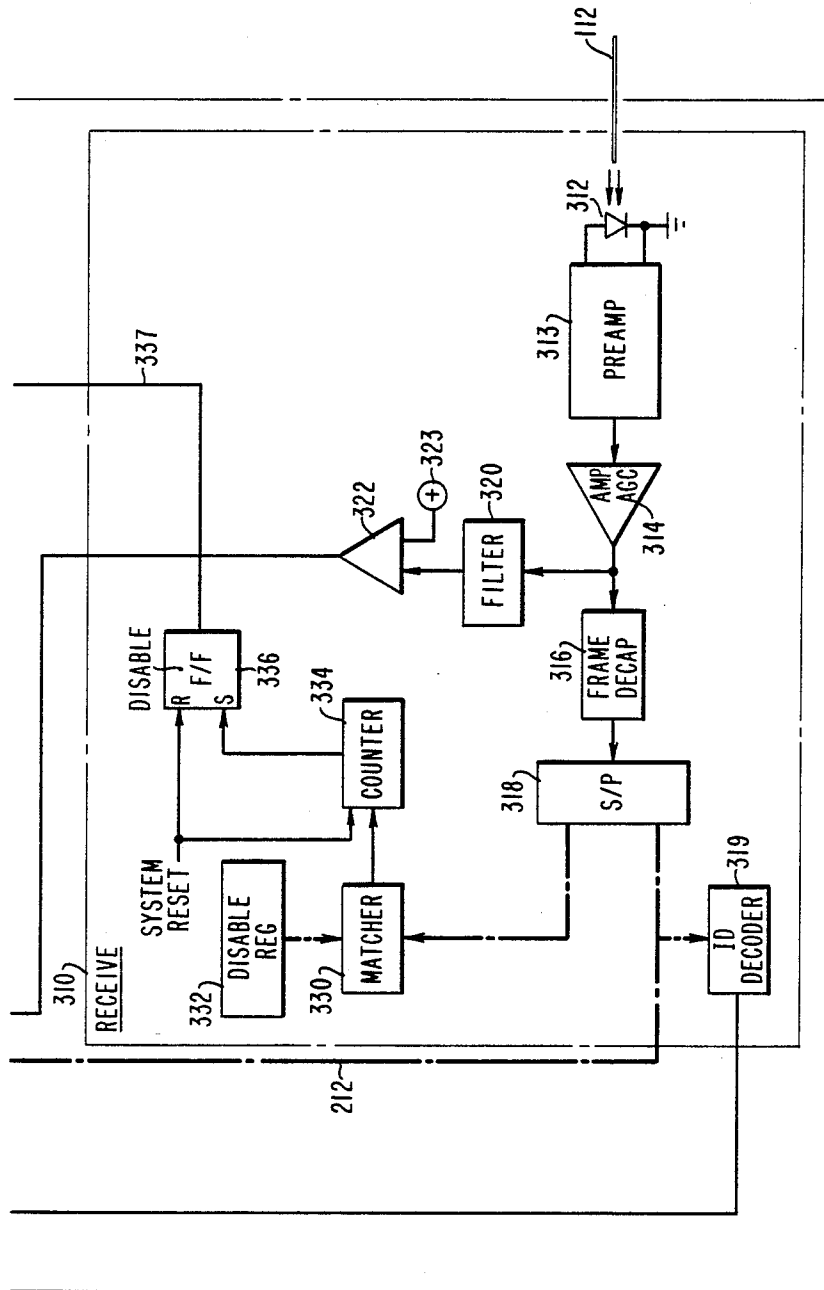 310
RECEIVE
332
DISABLE
REG
SYSTEM
RESET
330
MATCHER
334
COUNTER
DISABLE
R
F/F
S
336
337
322
323
320
FILTER
318
S/P
316
FRAME
DECAP
AMP
AGC
314
313
PREAMP
312
112
212
319
ID
DECODER